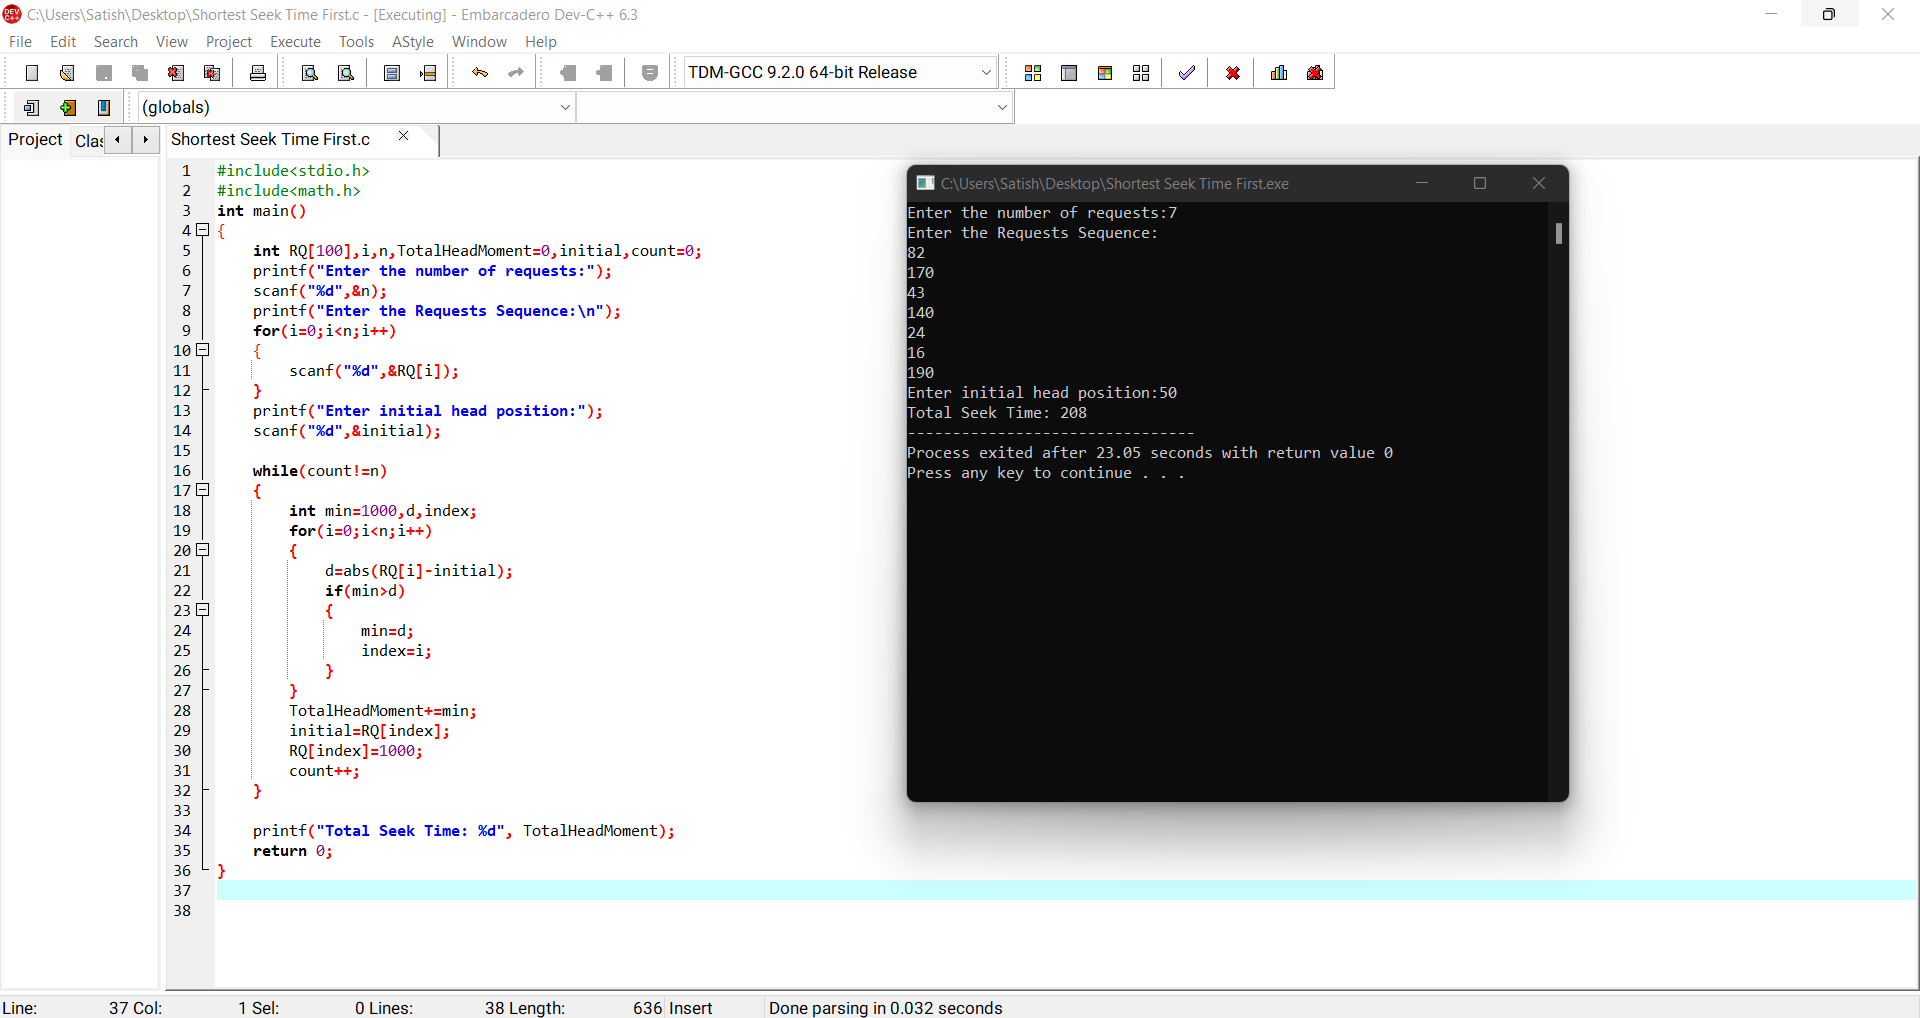 C:\Users\Satish\Desktop\Shortest Seek Time First.c - [Executing] - Embarcadero Dev-C++ 6.3
File Edit Search View Project Execute Tools AStyle Window Help
TDM-GCC 9.2.0 64-bit Release
(globals)
Project Clas
Shortest Seek Time First.c
1 #include<stdio.h>
2 #include<math.h>
3 int main()
4 {
5 int RQ[100],i,n,TotalHeadMoment=0,initial,count=0;
6 printf("Enter the number of requests:");
7 scanf("%d",&n);
8 printf("Enter the Requests Sequence:\n");
9 for(i=0;i<n;i++)
10 {
11 scanf("%d",&RQ[i]);
12 }
13 printf("Enter initial head position:");
14 scanf("%d",&initial);
15
16 while(count!=n)
17 {
18 int min=1000,d,index;
19 for(i=0;i<n;i++)
20 {
21 d=abs(RQ[i]-initial);
22 if(min>d)
23 {
24 min=d;
25 index=i;
26 }
27 }
28 TotalHeadMoment+=min;
29 initial=RQ[index];
30 RQ[index]=1000;
31 count++;
32 }
33
34 printf("Total Seek Time: %d", TotalHeadMoment);
35 return 0;
36 }
37
38
C:\Users\Satish\Desktop\Shortest Seek Time First.exe
Enter the number of requests:7
Enter the Requests Sequence:
82
170
43
140
24
16
190
Enter initial head position:50
Total Seek Time: 208
--------------------------------
Process exited after 23.05 seconds with return value 0
Press any key to continue . . .
Line: 37 Col: 1 Sel: 0 Lines: 38 Length: 636 Insert Done parsing in 0.032 seconds